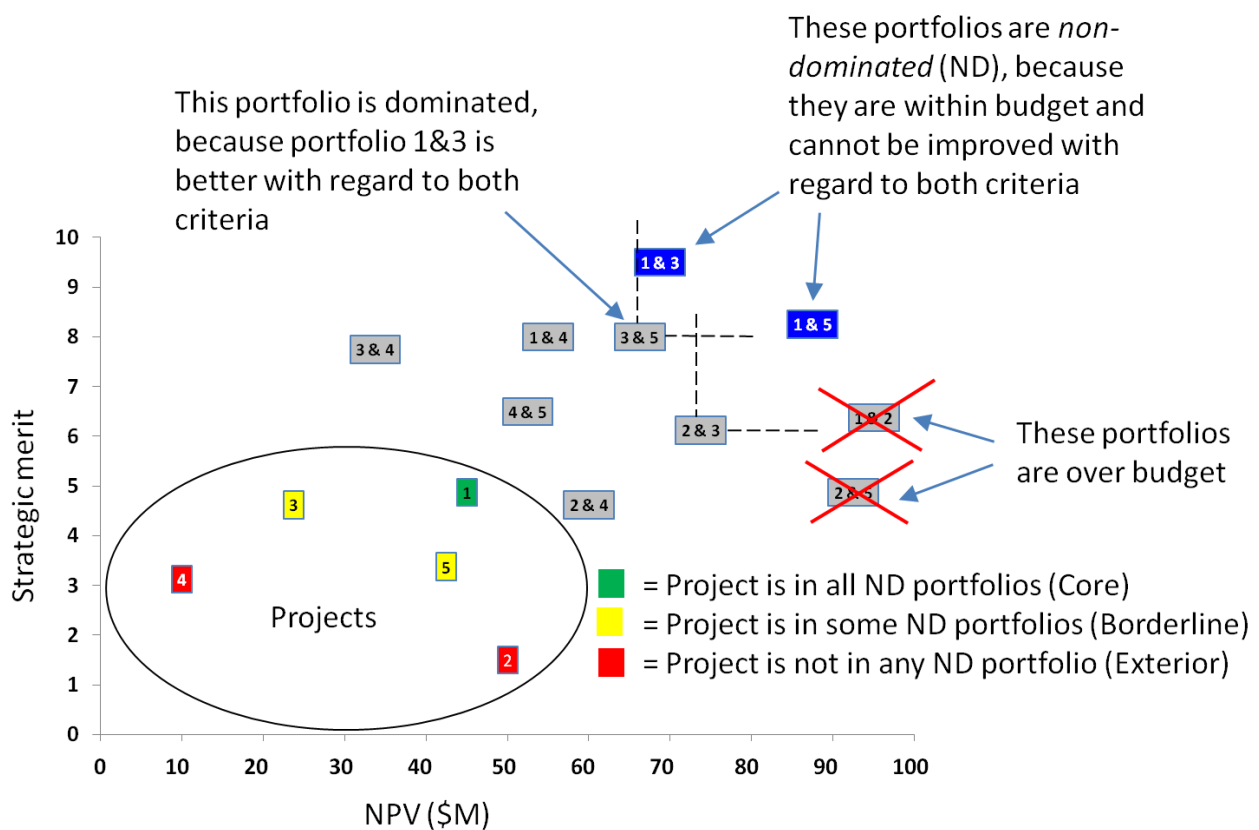 These portfolios are non-
dominated (ND), because
they are within budget and
cannot be improved with
regard to both criteria
This portfolio is dominated,
because portfolio 1&3 is
better with regard to both
criteria
10
9
8
7
6
5
4
3
2
1
0
Strategic merit
1 & 3
1 & 5
3 & 4
1 & 4
3 & 5
4 & 5
2 & 3
1 & 2
2 & 5
These portfolios
are over budget
3
1
2 & 4
4
5
2
Projects
= Project is in all ND portfolios (Core)
= Project is in some ND portfolios (Borderline)
= Project is not in any ND portfolio (Exterior)
0
10
20
30
40
50
60
70
80
90
100
NPV ($M)